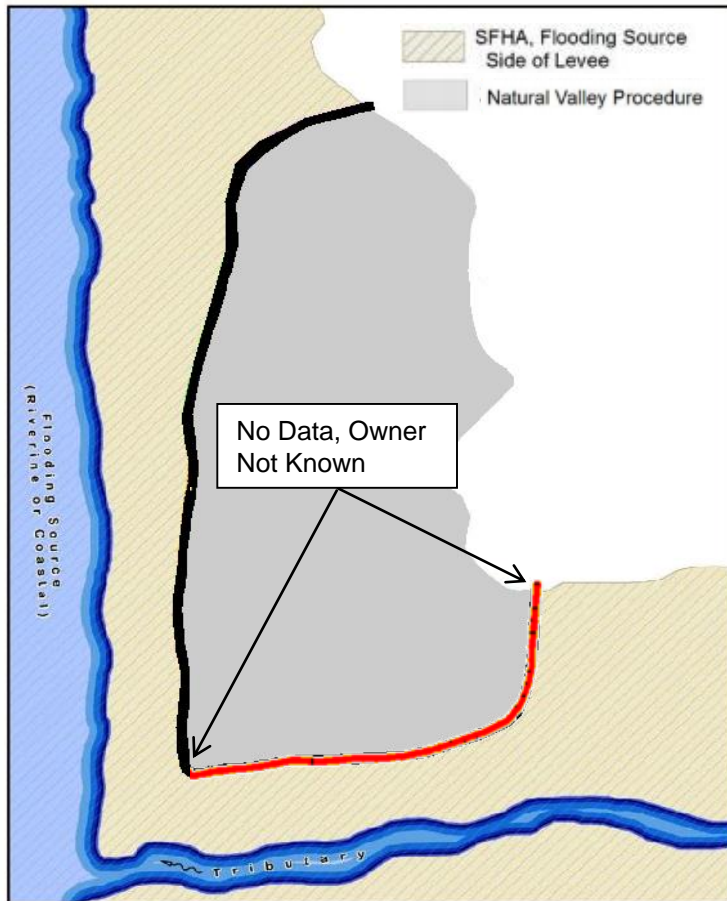 SFHA, Flooding Source
Side of Levee
Natural Valley Procedure
No Data, Owner
Not Known
Flooding Source
(Riverine or Coastal)
Tributary